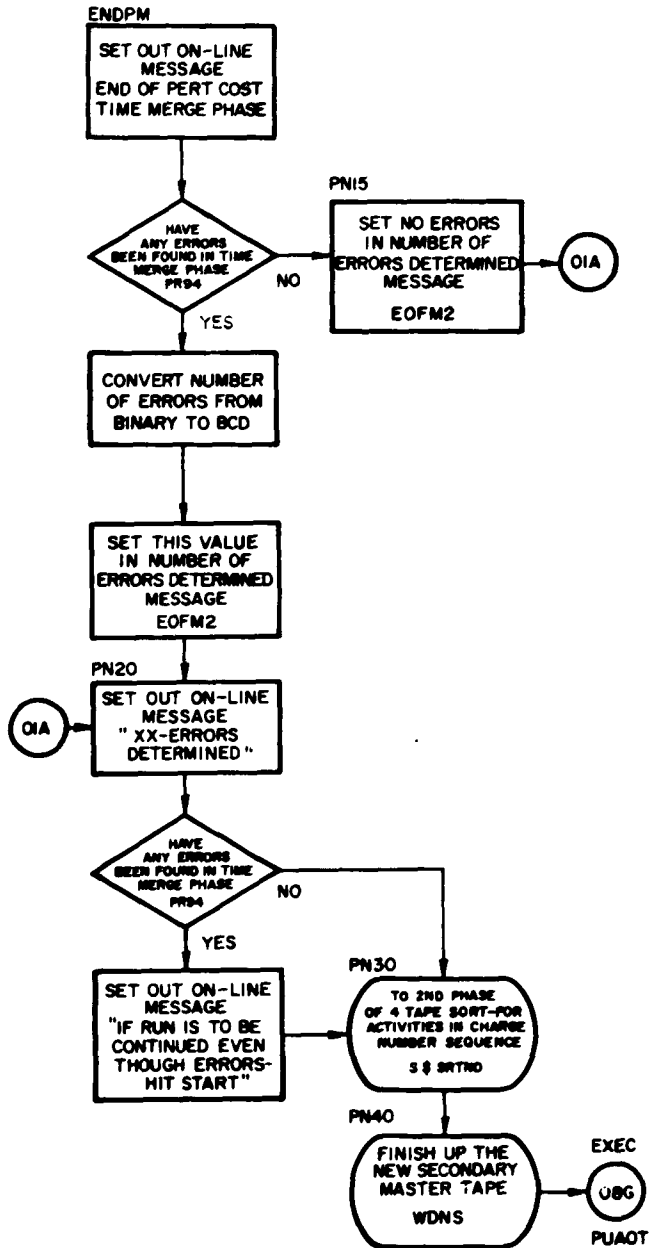 ENDPM
SET OUT ON-LINE
MESSAGE
END OF PERT COST
TIME MERGE PHASE
HAVE
ANY ERRORS
BEEN FOUND IN TIME
MERGE PHASE
PR94
NO
YES
PN15
SET NO ERRORS
IN NUMBER OF
ERRORS DETERMINED
MESSAGE
EOFM2
01A
CONVERT NUMBER
OF ERRORS FROM
BINARY TO BCD
SET THIS VALUE
IN NUMBER OF
ERRORS DETERMINED
MESSAGE
EOFM2
PN20
01A
SET OUT ON-LINE
MESSAGE
" XX-ERRORS
DETERMINED "
HAVE
ANY ERRORS
BEEN FOUND IN TIME
MERGE PHASE
PR94
NO
YES
SET OUT ON-LINE
MESSAGE
"IF RUN IS TO BE
CONTINUED EVEN
THOUGH ERRORS-
HIT START"
PN30
TO 2ND PHASE
OF 4 TAPE SORT-FOR
ACTIVITIES IN CHARGE
NUMBER SEQUENCE
S $ SRTND
PN40
FINISH UP THE
NEW SECONDARY
MASTER TAPE
WDNS
EXEC
08G
PUAOT